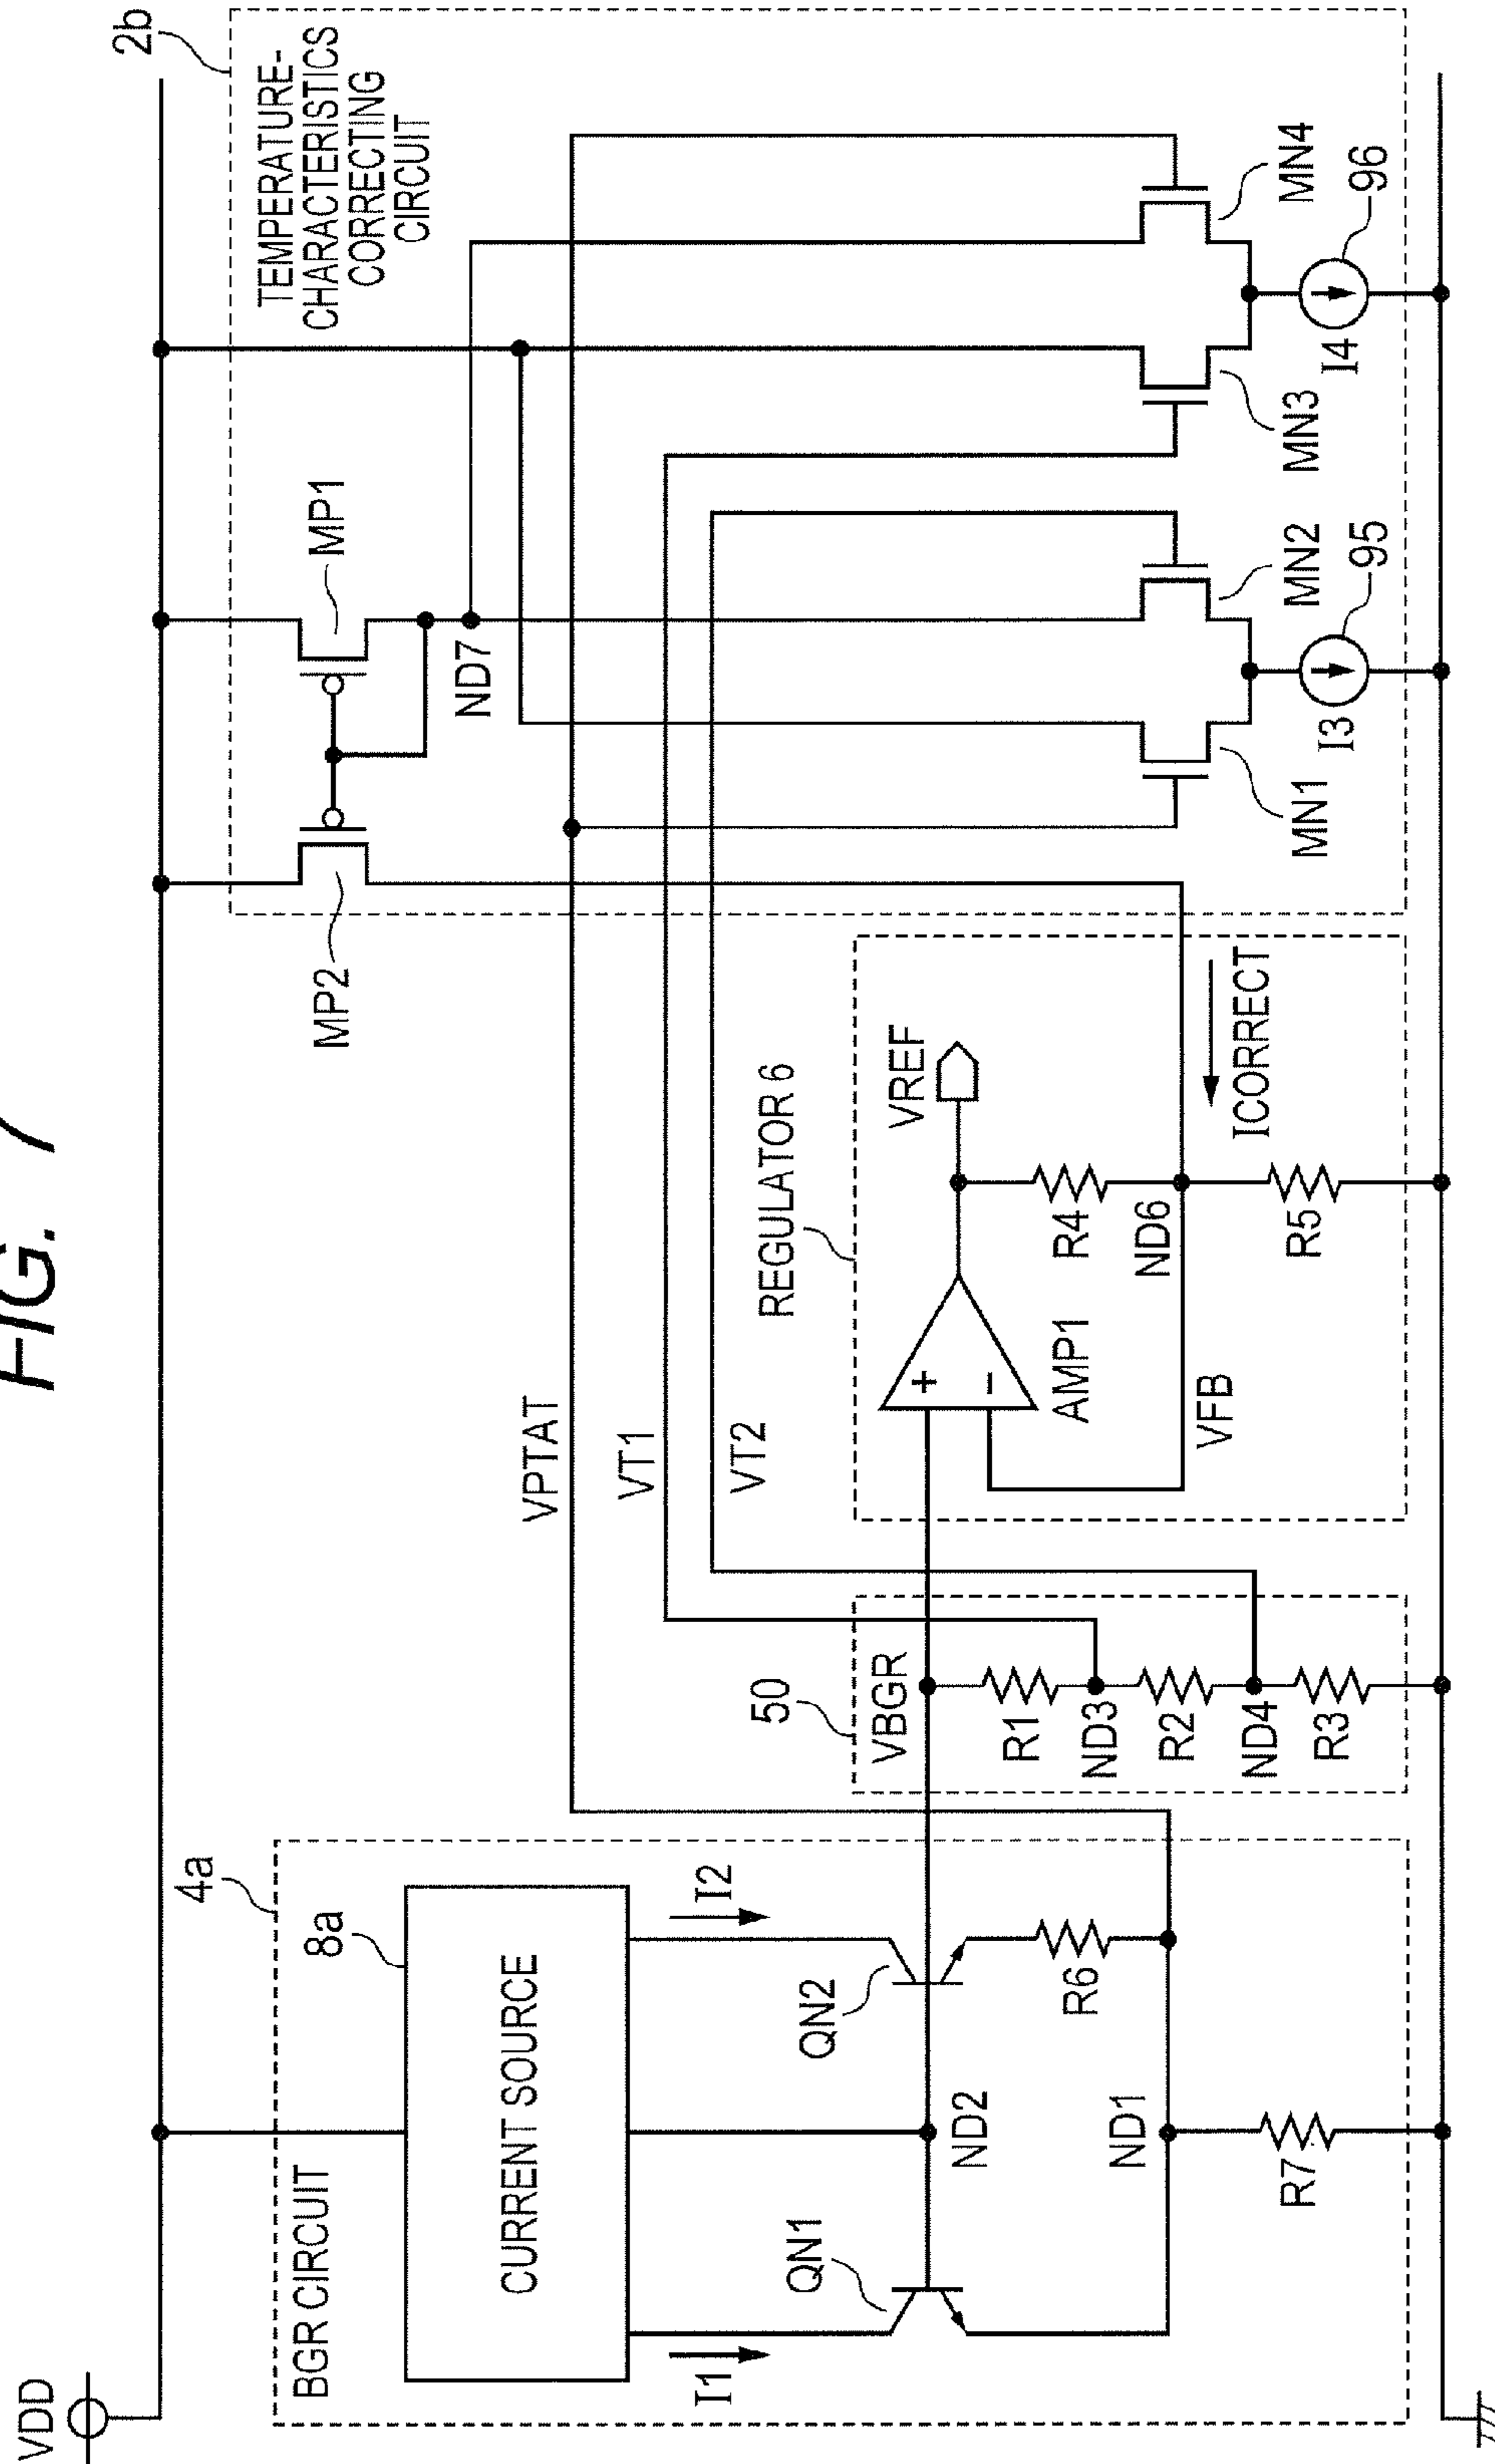 FIG. 7
VDD
2b
TEMPERATURE-
CHARACTERISTICS
CORRECTING
CIRCUIT
4a
BGR CIRCUIT
8a
CURRENT SOURCE
I1
I2
QN1
QN2
ND2
R6
ND1
R7
50
VBGR
R1
ND3
R2
ND4
R3
VPTAT
VT1
VT2
REGULATOR 6
VREF
+
−
AMP1
R4
ND6
VFB
R5
ICORRECT
MP2
MP1
ND7
MN1
MN2
I3
95
MN3
MN4
I4
96